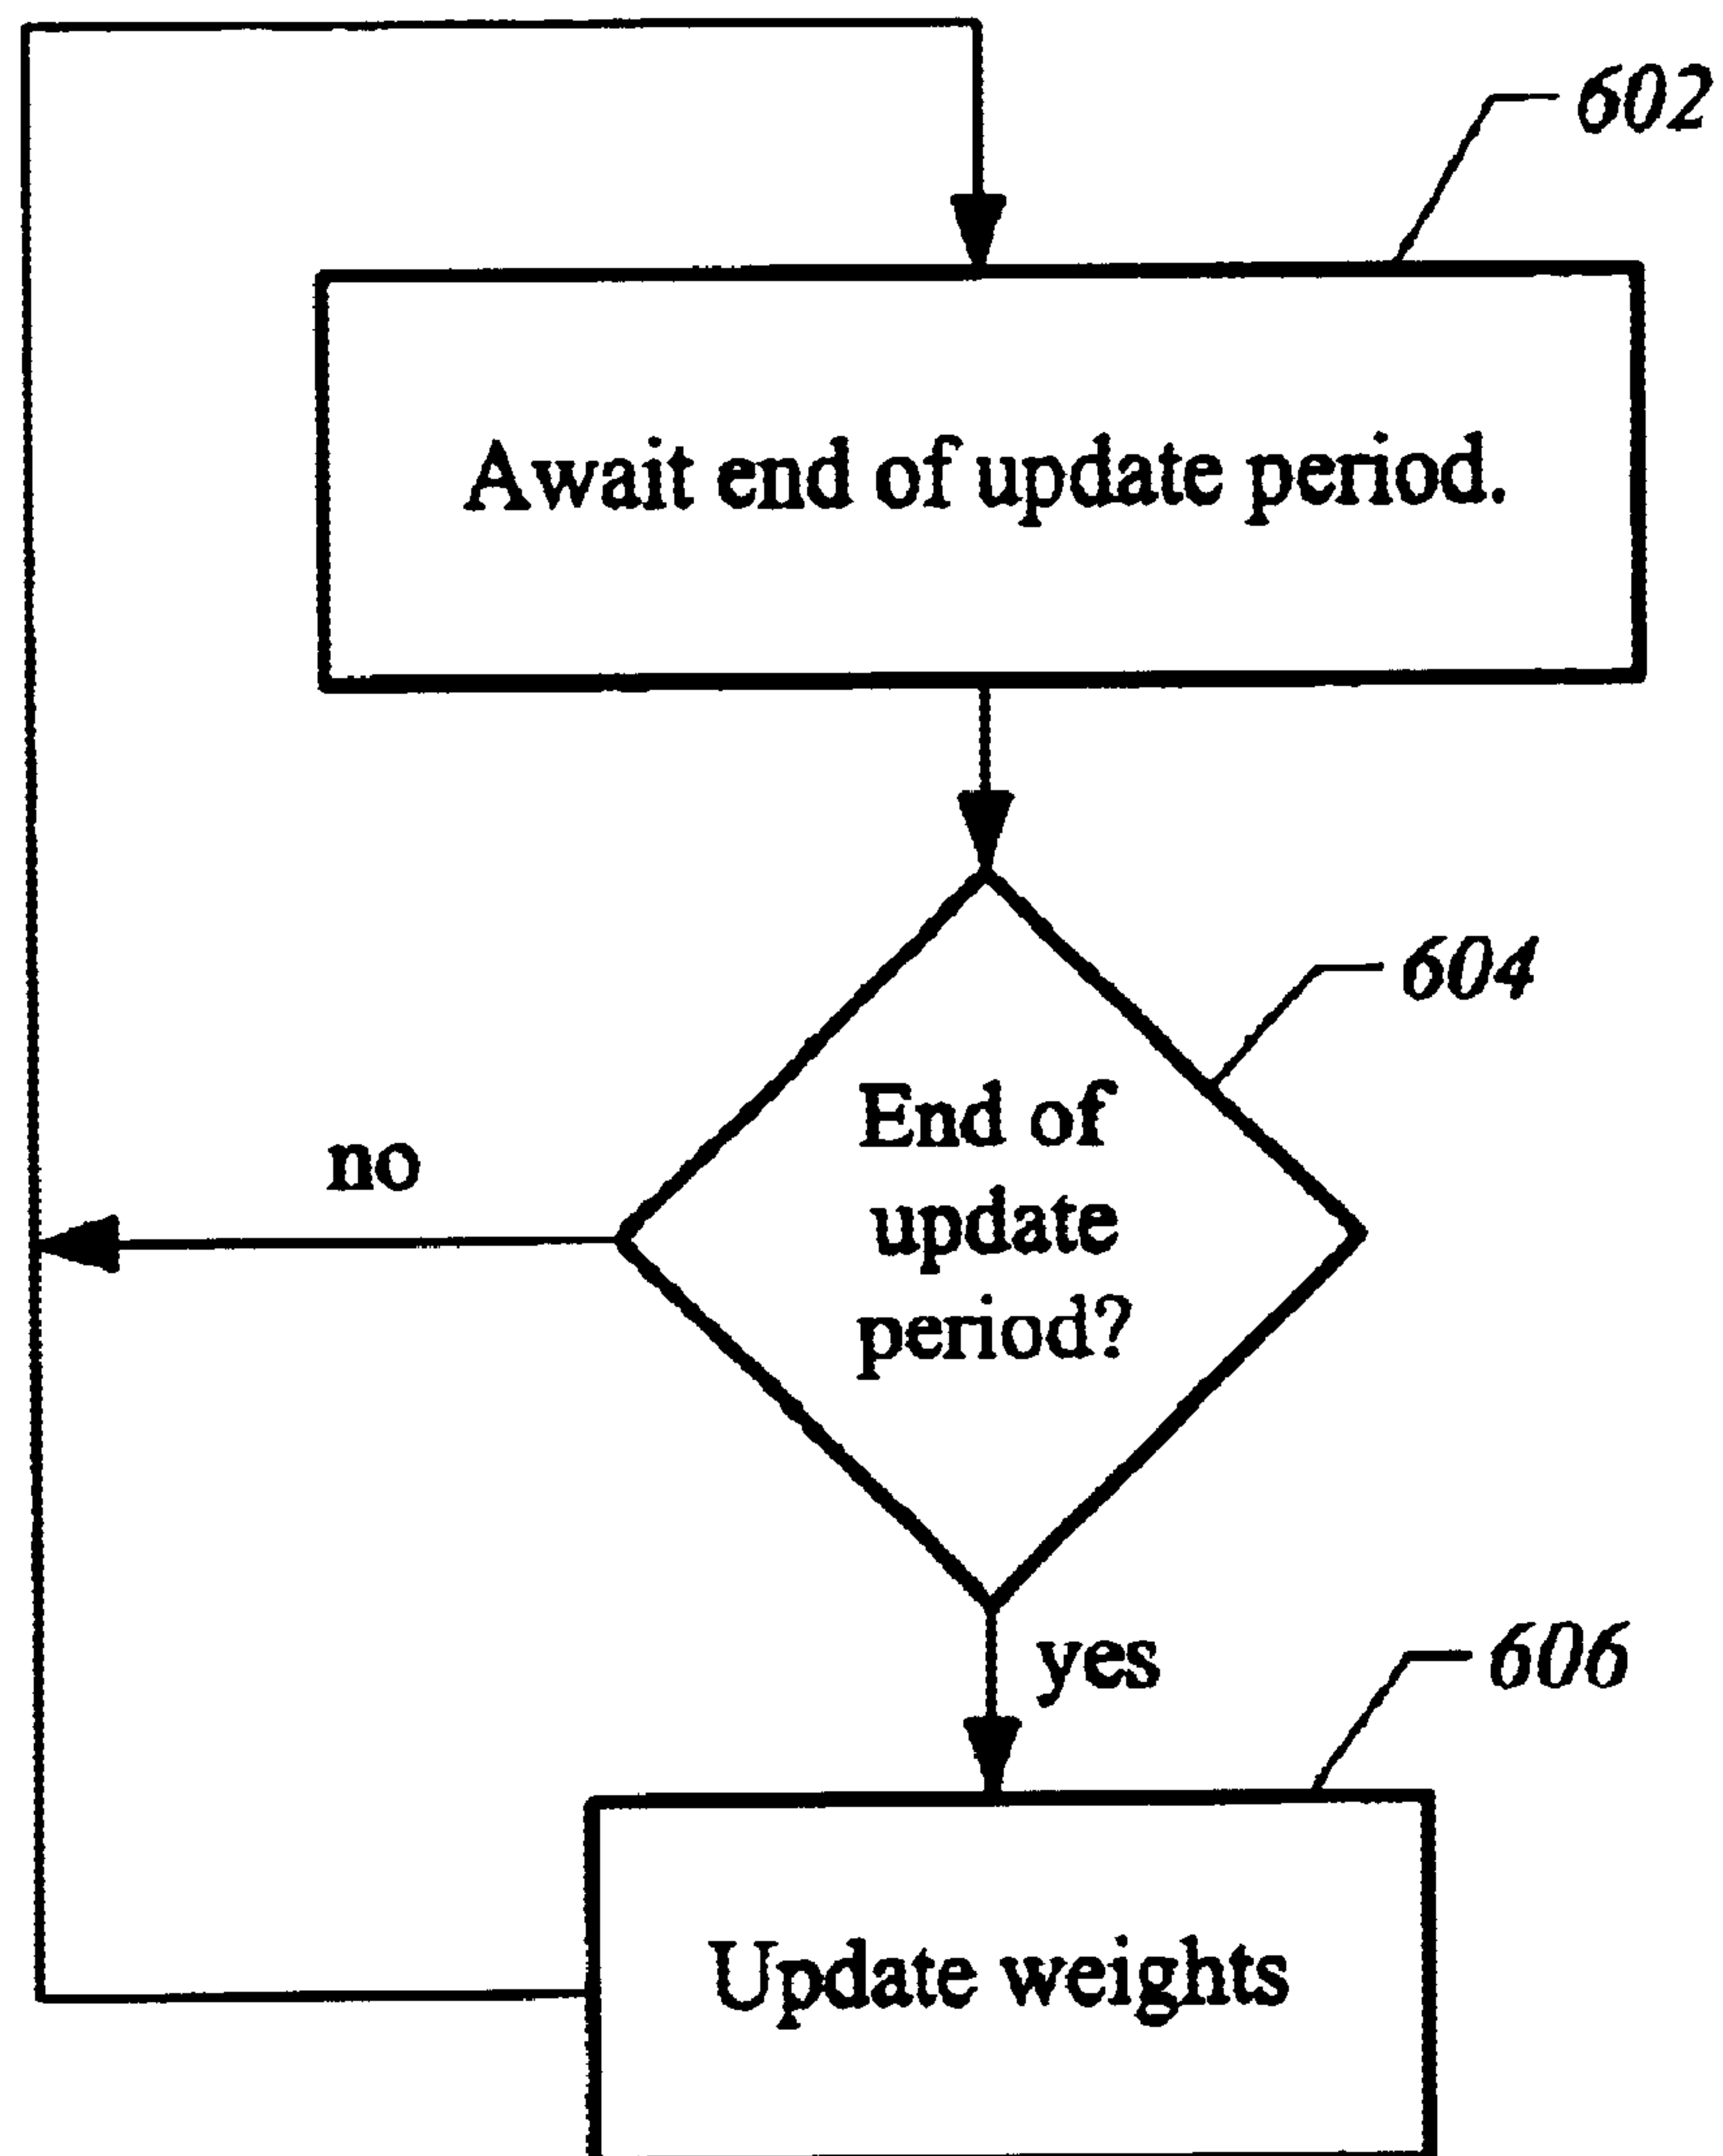 602
Await end of update period.
604
End of
update
period?
no
yes
606
Update weights